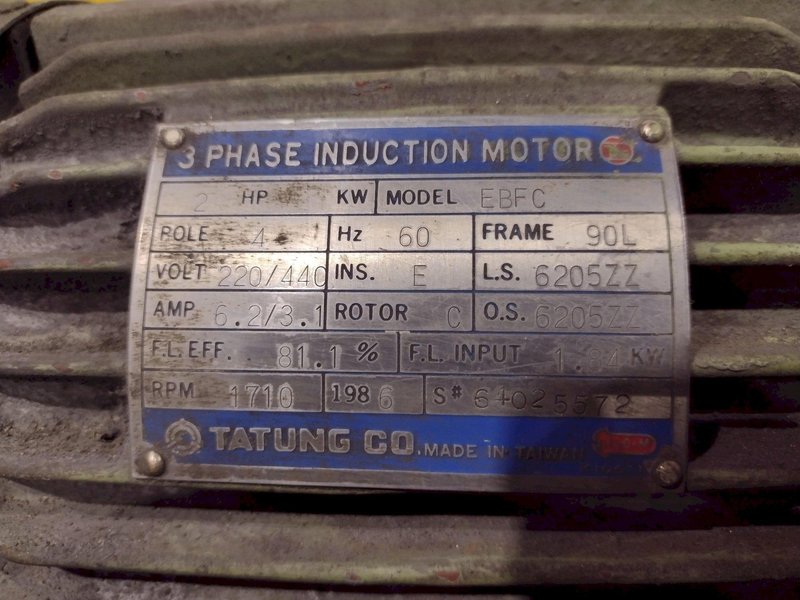 3 PHASE INDUCTION MOTOR
2 HP KW MODEL EBFC
POLE 4 Hz 60 FRAME 90L
VOLT 220/440 INS. E L.S. 6205ZZ
AMP 6.2/3.1 ROTOR C O.S. 6205ZZ
F.L. EFF. 81.1 % F.L. INPUT 1.84 KW
RPM 1710 1986 S# 61025572
TATUNG CO. MADE IN TAIWAN